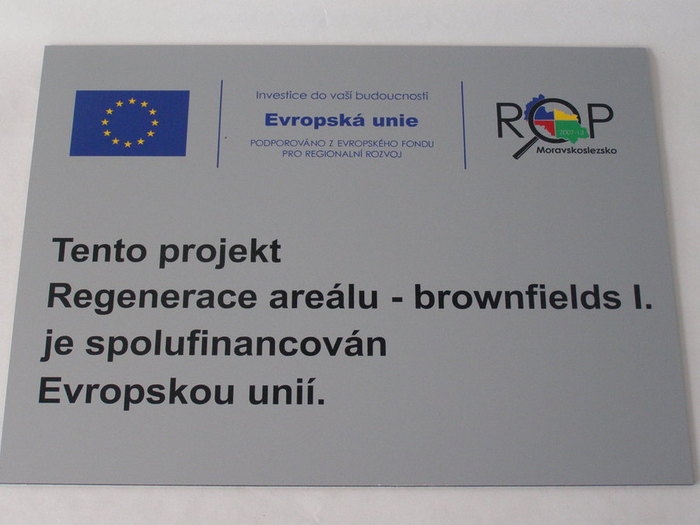 Investice do vaší budoucnosti
Evropská unie
PODPOROVÁNO Z EVROPSKÉHO FONDU
PRO REGIONALNÍ ROZVOJ
ROP
2007-13
Moravskoslezsko
Tento projekt
Regenerace areálu - brownfields I.
je spolufinancován
Evropskou unií.